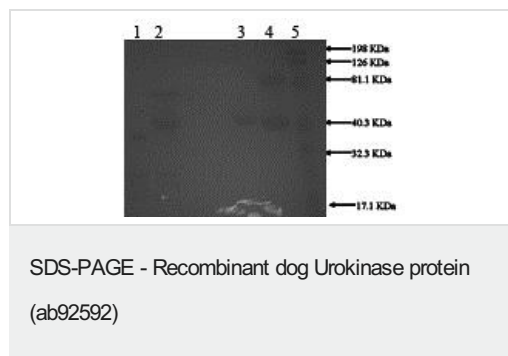 1 2 3 4 5
198 KDa
126 KDa
81.1 KDa
40.3 KDa
32.3 KDa
17.1 KDa
SDS-PAGE - Recombinant dog Urokinase protein
(ab92592)